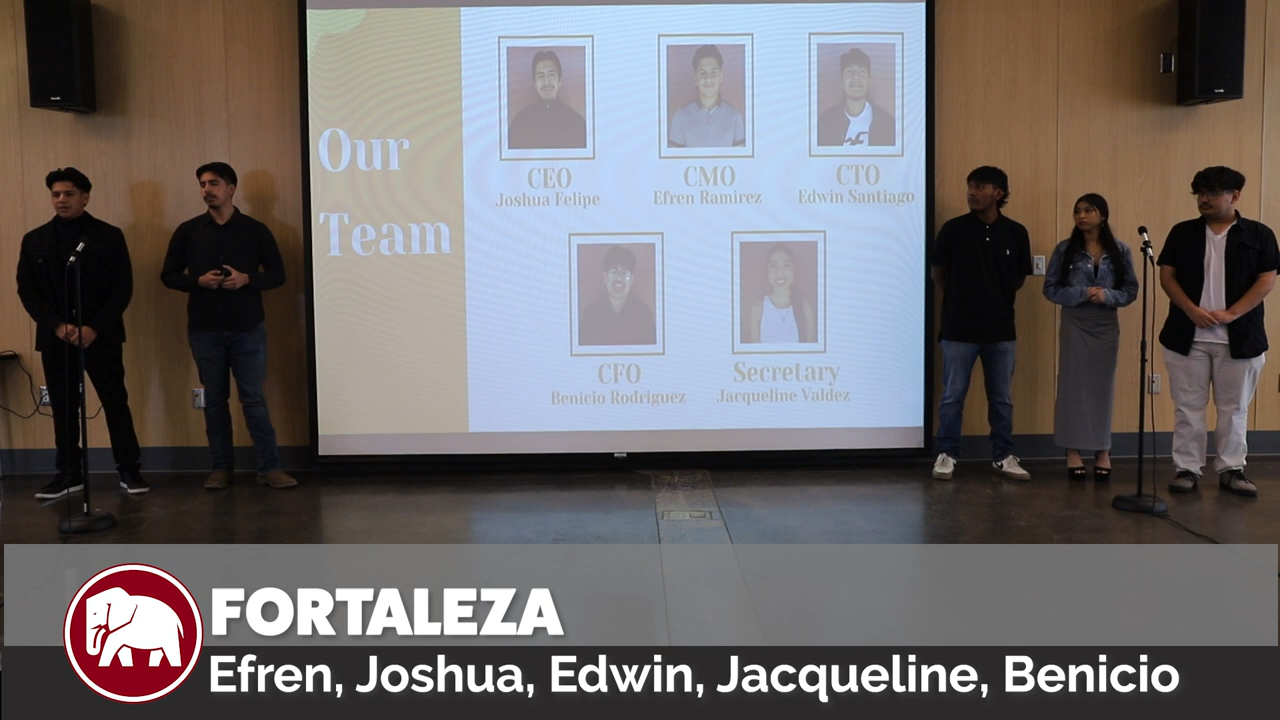 Our
Team
CEO
Joshua Felipe
CMO
Efren Ramirez
CTO
Edwin Santiago
CFO
Benicio Rodriguez
Secretary
Jacqueline Valdez
FORTALEZA
Efren, Joshua, Edwin, Jacqueline, Benicio